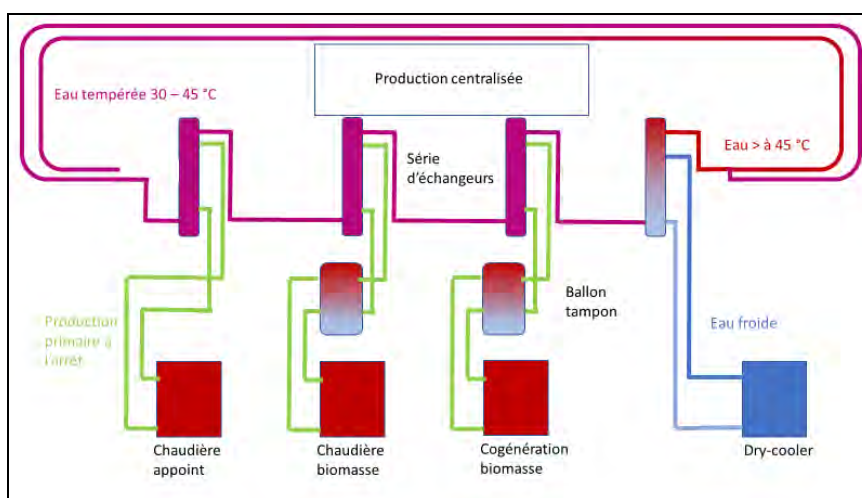 Production centralisée
Eau tempérée 30 – 45 °C
Eau > à 45 °C
Série
d'échangeurs
Ballon
tampon
Production
primaire à
l'arrêt
Eau froide
Chaudière
appoint
Chaudière
biomasse
Cogénération
biomasse
Dry-cooler